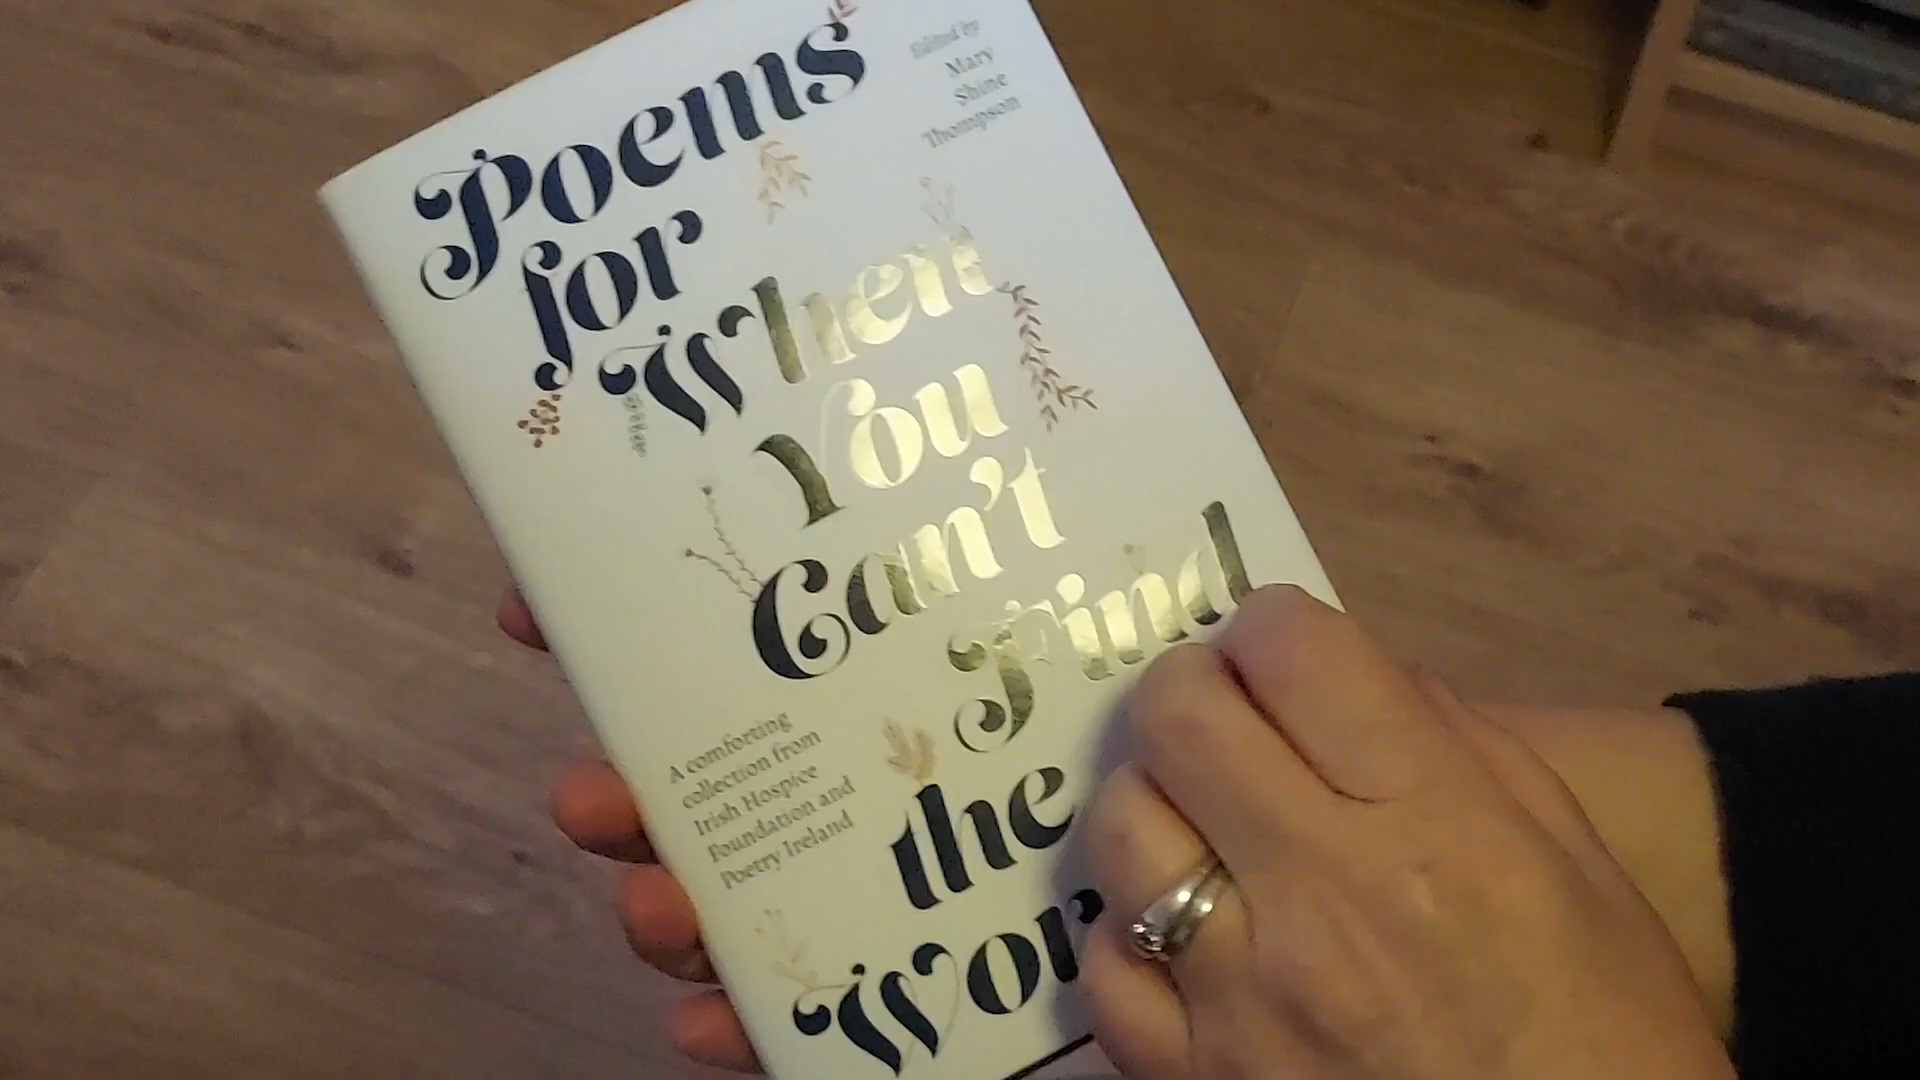 Poems
for
When
You
Can't
Find
the
Wor
Edited by
Mary
Shine
Thompson
A comforting
collection from
Irish Hospice
Foundation and
Poetry Ireland